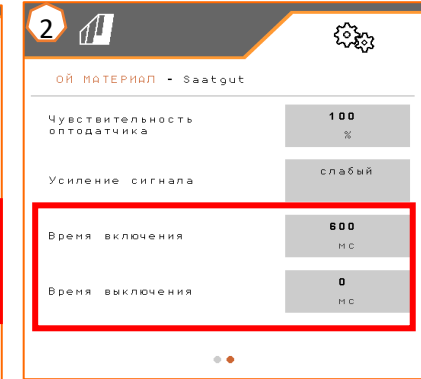 2
ОЙ МАТЕРИАЛ - Saatgut
Чувствительность
оптодатчика
100
%
Усиление сигнала
слабый
Время включения
600
мс
Время выключения
0
мс